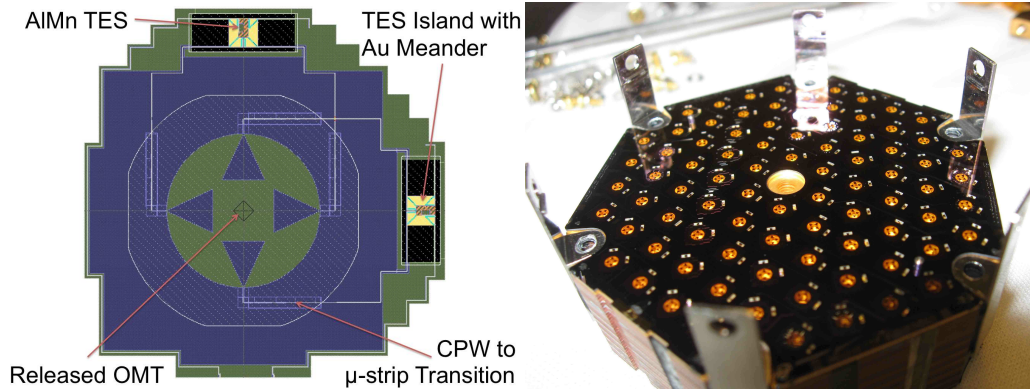 AlMn TES
TES Island with
Au Meander
Released OMT
CPW to
μ-strip Transition